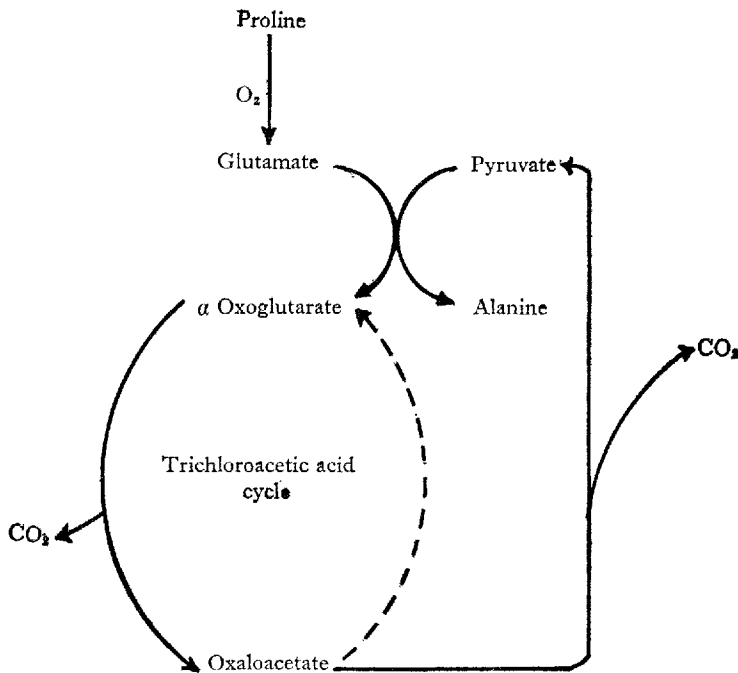 Proline
O₂
Glutamate
Pyruvate
α Oxoglutarate
Alanine
CO₂
Trichloroacetic acid
cycle
CO₂
Oxaloacetate